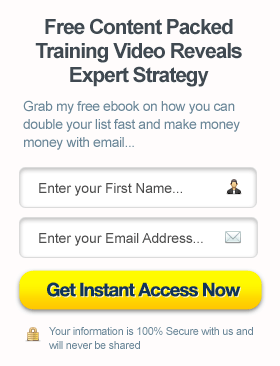 Free Content Packed
Training Video Reveals
Expert Strategy
Grab my free ebook on how you can
double your list fast and make money
money with email...
Enter your First Name...
Enter your Email Address...
Get Instant Access Now
Your information is 100% Secure with us and
will never be shared